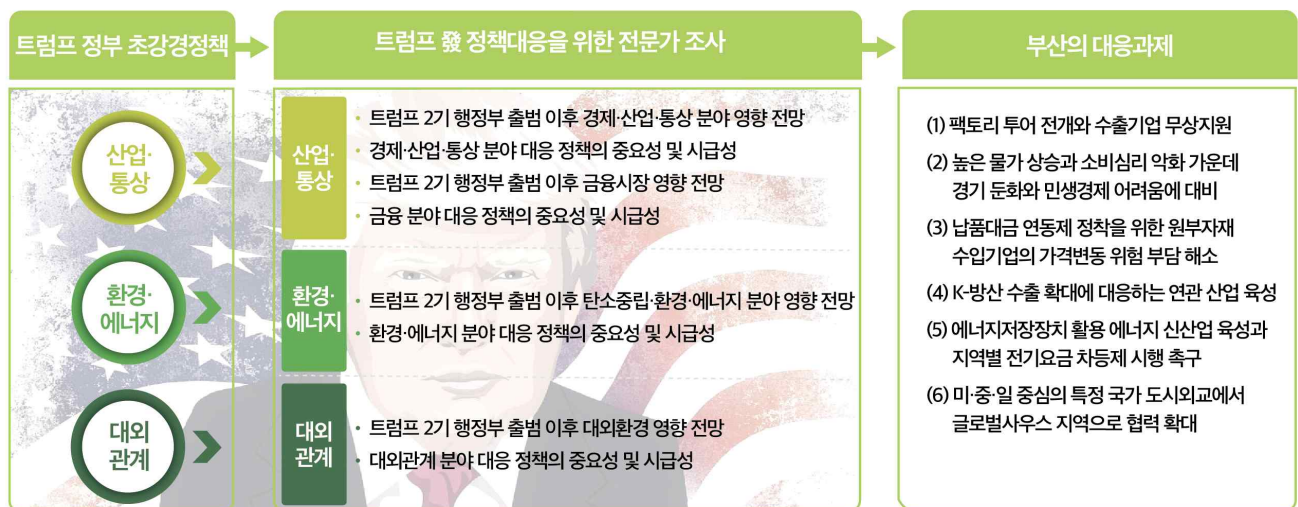 트럼프 정부 초강경정책
트럼프 發 정책대응을 위한 전문가 조사
부산의 대응과제
산업·
통상
산업·
통상
• 트럼프 2기 행정부 출범 이후 경제·산업·통상 분야 영향 전망
• 경제·산업·통상 분야 대응 정책의 중요성 및 시급성
• 트럼프 2기 행정부 출범 이후 금융시장 영향 전망
• 금융 분야 대응 정책의 중요성 및 시급성
환경·
에너지
환경·
에너지
• 트럼프 2기 행정부 출범 이후 탄소중립·환경·에너지 분야 영향 전망
• 환경·에너지 분야 대응 정책의 중요성 및 시급성
대외
관계
대외
관계
• 트럼프 2기 행정부 출범 이후 대외환경 영향 전망
• 대외관계 분야 대응 정책의 중요성 및 시급성
(1) 팩토리 투어 전개와 수출기업 무상지원
(2) 높은 물가 상승과 소비심리 악화 가운데
경기 둔화와 민생경제 어려움에 대비
(3) 납품대금 연동제 정착을 위한 원부자재
수입기업의 가격변동 위험 부담 해소
(4) K-방산 수출 확대에 대응하는 연관 산업 육성
(5) 에너지저장장치 활용 에너지 신산업 육성과
지역별 전기요금 차등제 시행 촉구
(6) 미·중·일 중심의 특정 국가 도시외교에서
글로벌사우스 지역으로 협력 확대